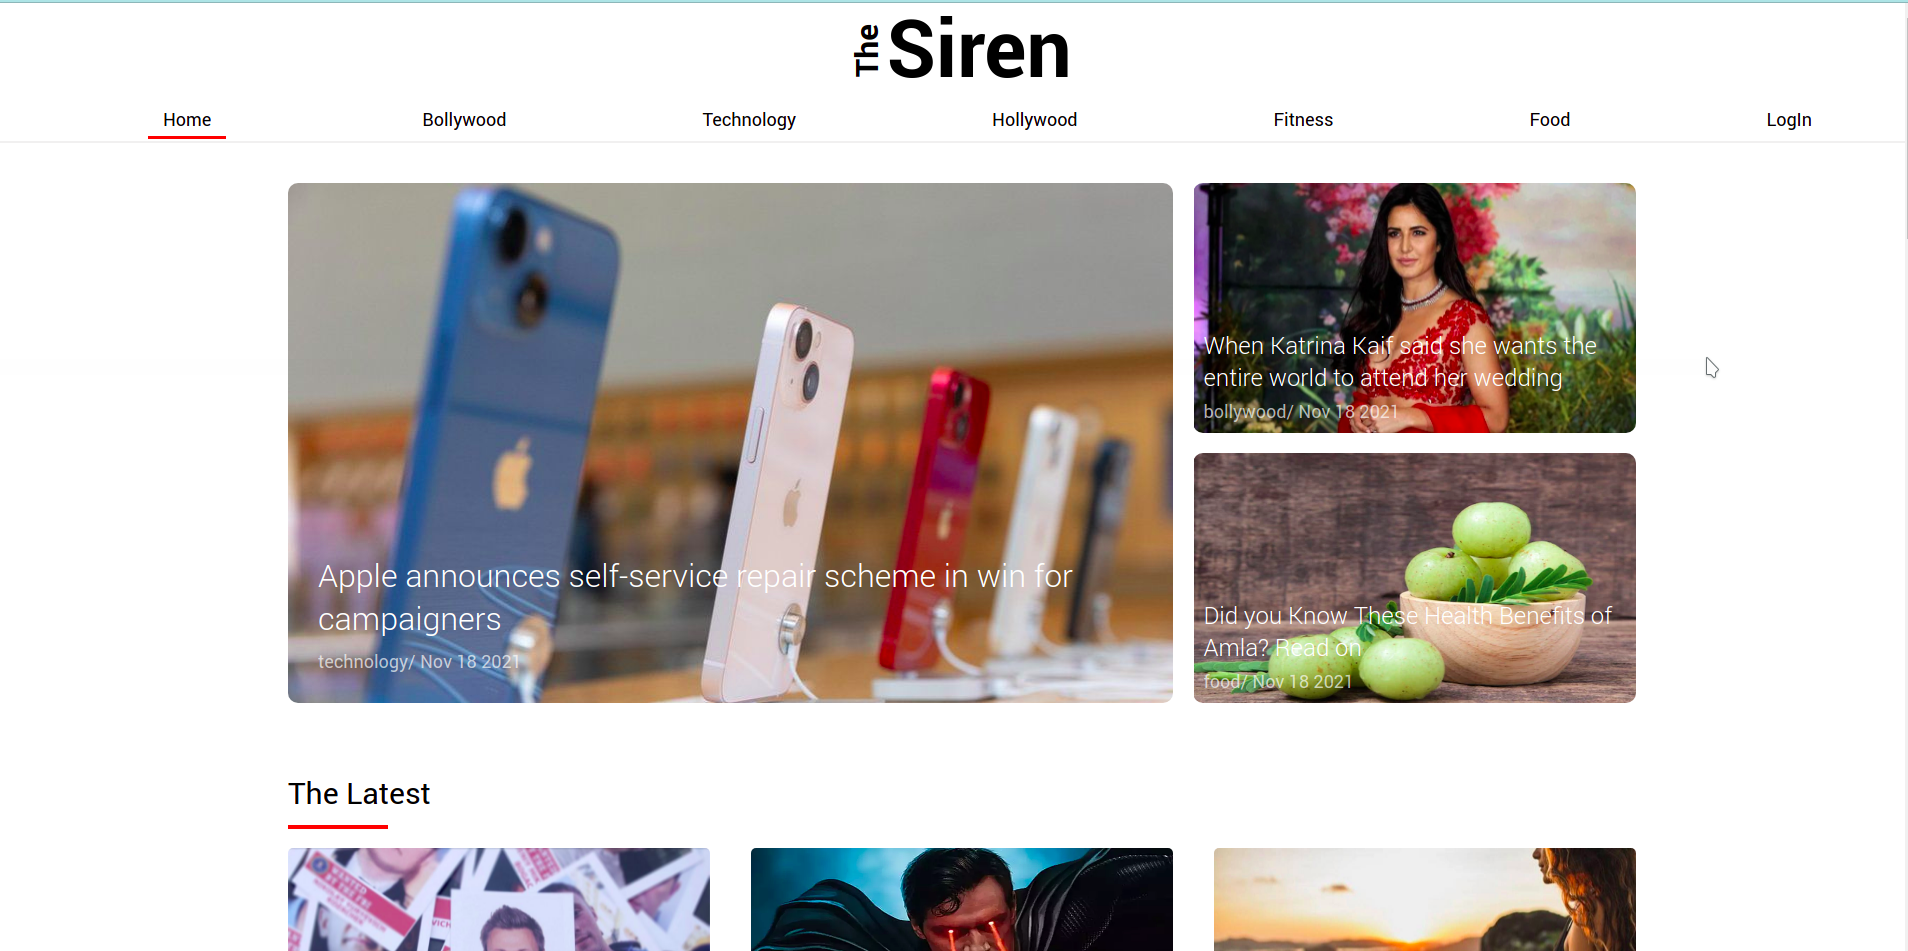 The Siren
Home Bollywood Technology Hollywood Fitness Food LogIn
Apple announces self-service repair scheme in win for
campaigners
technology/ Nov 18 2021
When Katrina Kaif said she wants the
entire world to attend her wedding
bollywood/ Nov 18 2021
Did you Know These Health Benefits of
Amla? Read on
food/ Nov 18 2021
The Latest
WANTED